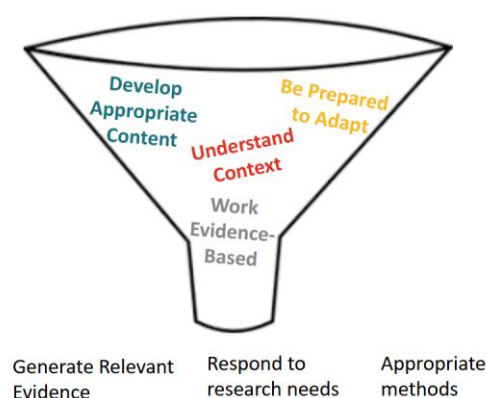 Develop
Appropriate
Content
Be Prepared
to Adapt
Understand
Context
Work
Evidence-
Based
Generate Relevant
Evidence
Respond to
research needs
Appropriate
methods